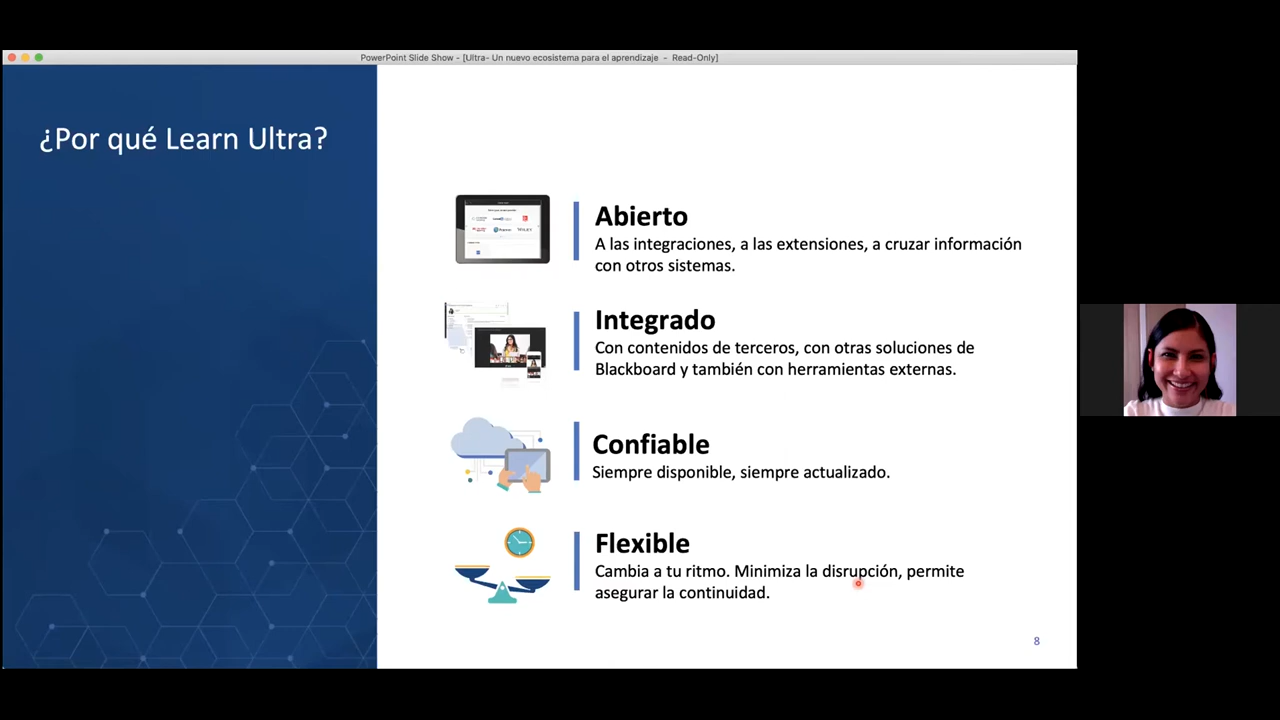 PowerPoint Slide Show - [Ultra- Un nuevo ecosistema para el aprendizaje - Read-Only]
¿Por qué Learn Ultra?
Abierto
A las integraciones, a las extensiones, a cruzar información
con otros sistemas.
Integrado
Con contenidos de terceros, con otras soluciones de
Blackboard y también con herramientas externas.
Confiable
Siempre disponible, siempre actualizado.
Flexible
Cambia a tu ritmo. Minimiza la disrupción, permite
asegurar la continuidad.
8